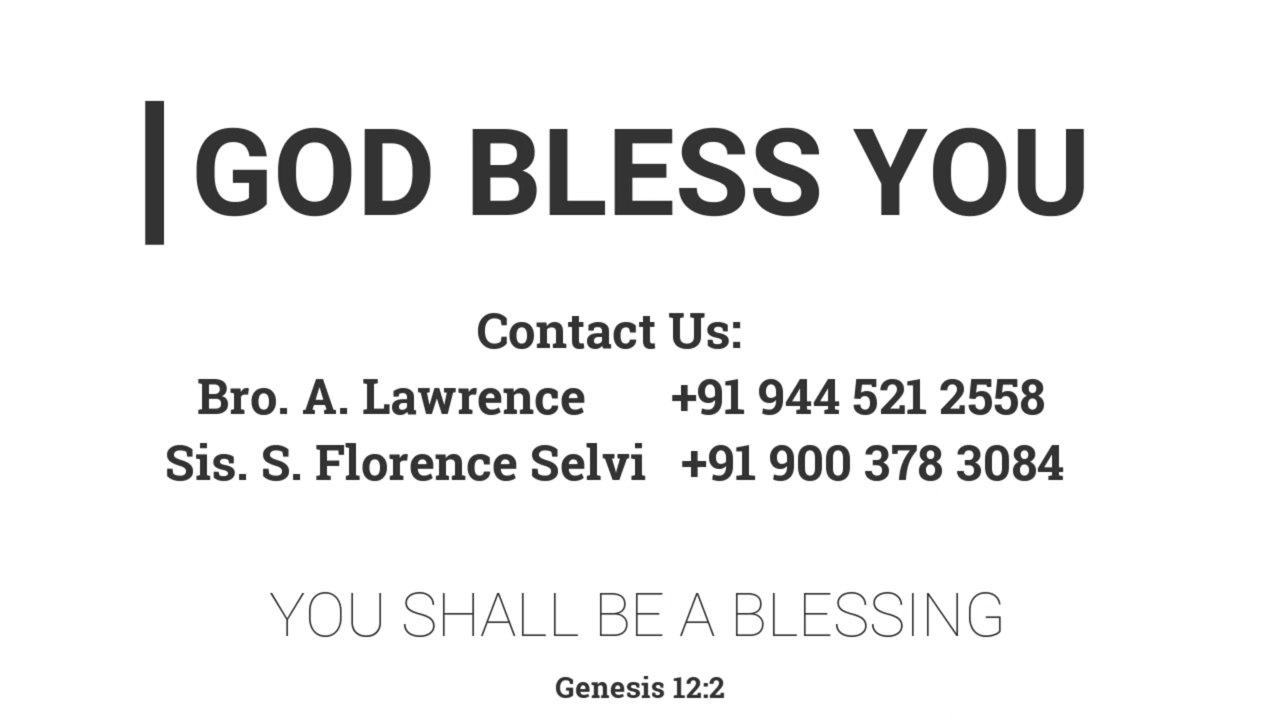 GOD BLESS YOU
Contact Us:
Bro. A. Lawrence +91 944 521 2558
Sis. S. Florence Selvi +91 900 378 3084
YOU SHALL BE A BLESSING
Genesis 12:2